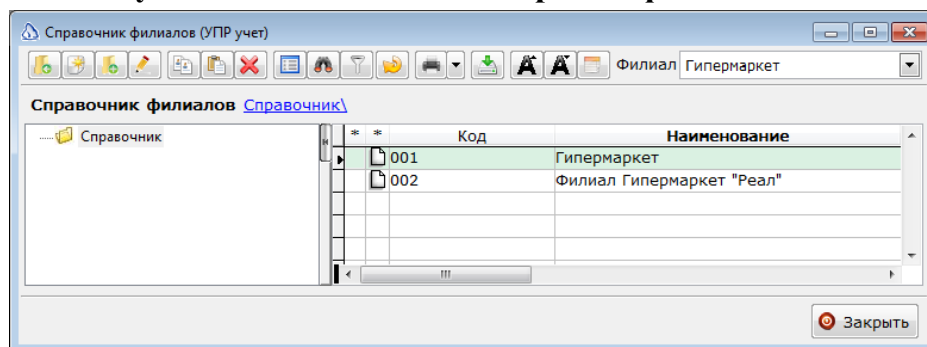 Справочник филиалов (УПР учет)
Филиал Гипермаркет
Справочник филиалов Справочник\
Справочник
* * Код Наименование
001 Гипермаркет
002 Филиал Гипермаркет "Реал"
Закрыть